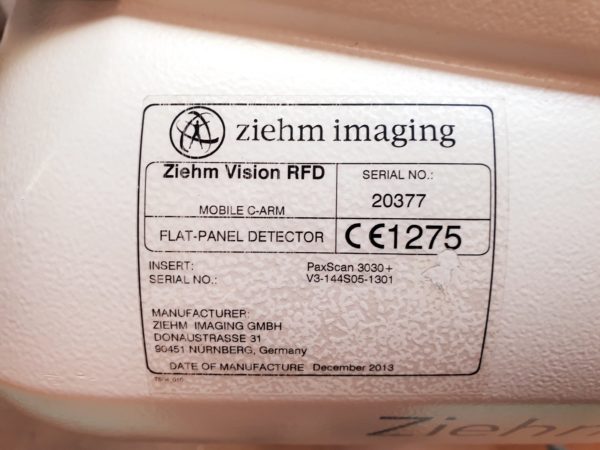 ziehm imaging
Ziehm Vision RFD
MOBILE C-ARM
SERIAL NO.:
20377
FLAT-PANEL DETECTOR
CE1275
INSERT: PaxScan 3030+
SERIAL NO.: V3-144S05-1301
MANUFACTURER:
ZIEHM IMAGING GMBH
DONAUSTRASSE 31
90451 NÜRNBERG, Germany
DATE OF MANUFACTURE December 2013
Ziehm